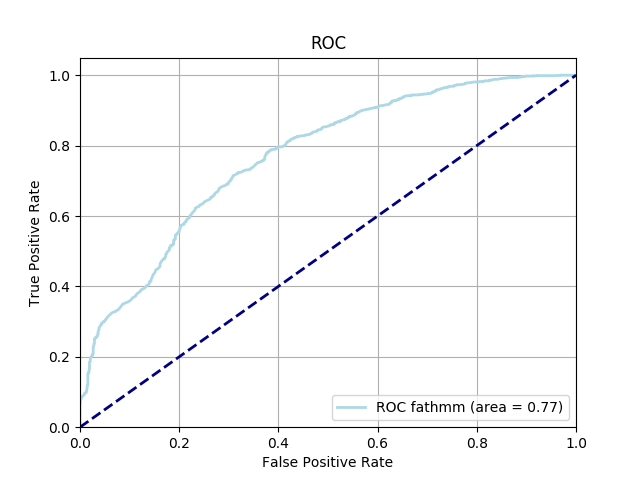 ROC
1.0
0.8
0.6
0.4
0.2
0.0
True Positive Rate
ROC fathmm (area = 0.77)
0.0 0.2 0.4 0.6 0.8 1.0
False Positive Rate